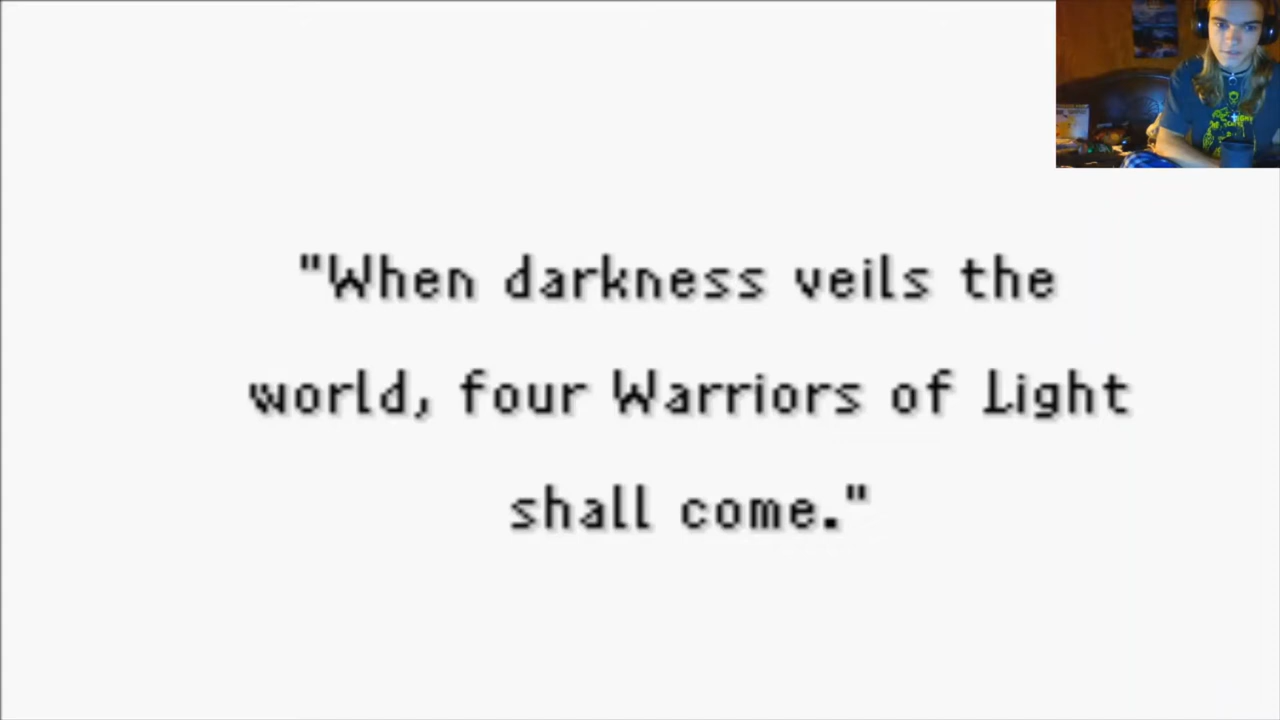 "When darkness veils the
world, four Warriors of Light
shall come."